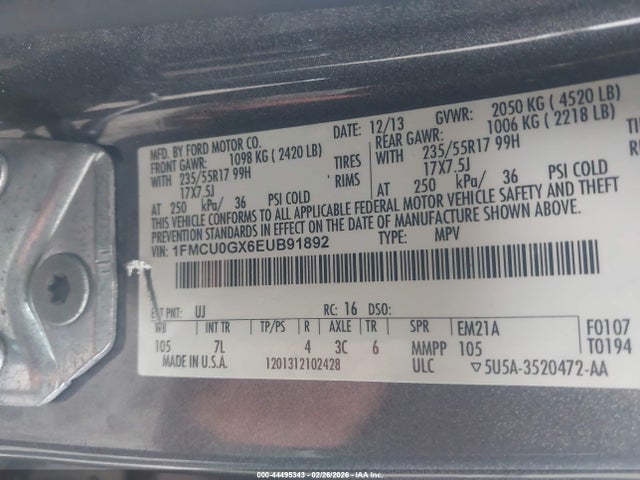 MFD. BY FORD MOTOR CO.
DATE: 12/13
GVWR: 2050 KG ( 4520 LB)
FRONT GAWR: 1098 KG ( 2420 LB)
REAR GAWR: 1006 KG ( 2218 LB)
WITH 235/55R17 99H TIRES
WITH 235/55R17 99H
17X7.5J RIMS
17X7.5J
AT 250 kPa/ 36 PSI COLD
AT 250 kPa/ 36 PSI COLD
THIS VEHICLE CONFORMS TO ALL APPLICABLE FEDERAL MOTOR VEHICLE SAFETY AND THEFT
PREVENTION STANDARDS IN EFFECT ON THE DATE OF MANUFACTURE SHOWN ABOVE.
VIN: 1FMCU0GX6EUB91892
TYPE: MPV
EXT PNT: UJ RC: 16 DSO:
WB INT TR TP/PS R AXLE TR SPR EM21A F0107
105 7L 4 3C 6 MMPP 105 T0194
MADE IN U.S.A. 1201312102428 ULC ▽5U5A-3520472-AA
000-44495343 - 02/26/2026 - IAA, Inc.